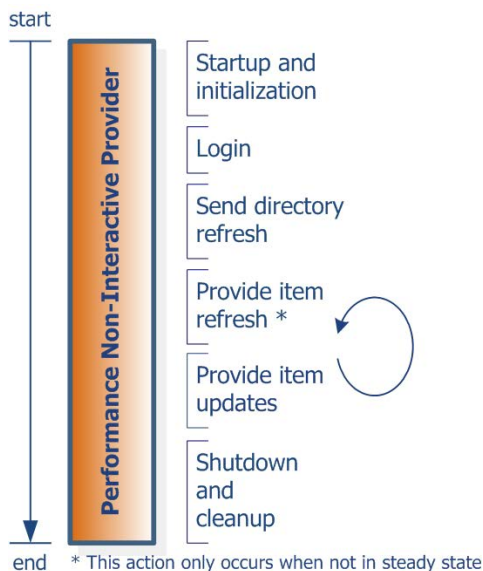 start
Performance Non-Interactive Provider
Startup and
initialization
Login
Send directory
refresh
Provide item
refresh *
Provide item
updates
Shutdown
and
cleanup
end
* This action only occurs when not in steady state